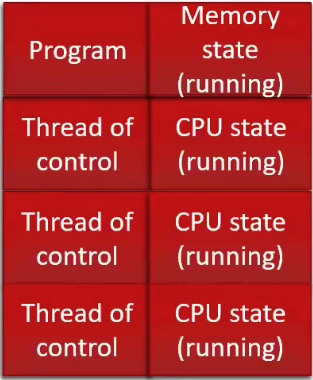 Program
Memory
state
(running)
Thread of
control
CPU state
(running)
Thread of
control
CPU state
(running)
Thread of
control
CPU state
(running)